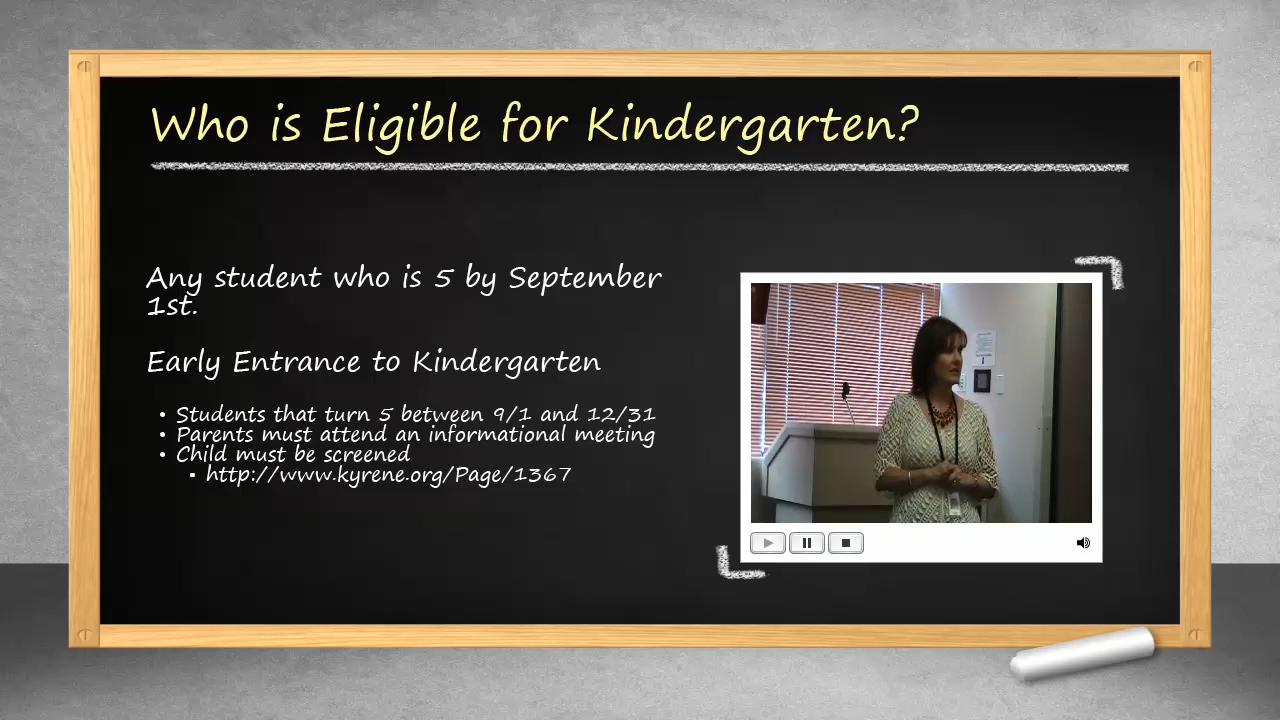 Who is Eligible for Kindergarten?
Any student who is 5 by September
1st.
Early Entrance to Kindergarten
• Students that turn 5 between 9/1 and 12/31
• Parents must attend an informational meeting
• Child must be screened
▪ http://www.kyrene.org/Page/1367